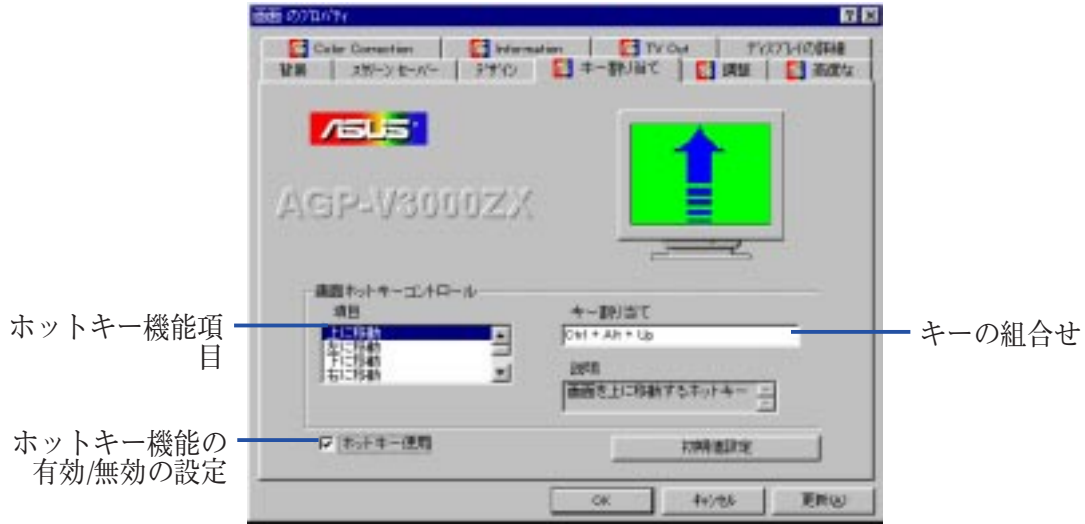 画面 のプロパティ
Color Correction
Information
TV Out
ディスプレイの詳細
背景
スクリーン セーバー
デザイン
キー割り当て
調整
高度な
ASUS
AGP-V3000ZX
画面ホットキーコントロール
項目
上に移動
左に移動
下に移動
右に移動
キー割り当て
Ctrl + Alt + Up
説明
画面を上に移動するホットキー
ホットキー使用
初期値設定
OK
キャンセル
更新(A)
ホットキー機能項
目
ホットキー機能の
有効/無効の設定
キーの組合せ